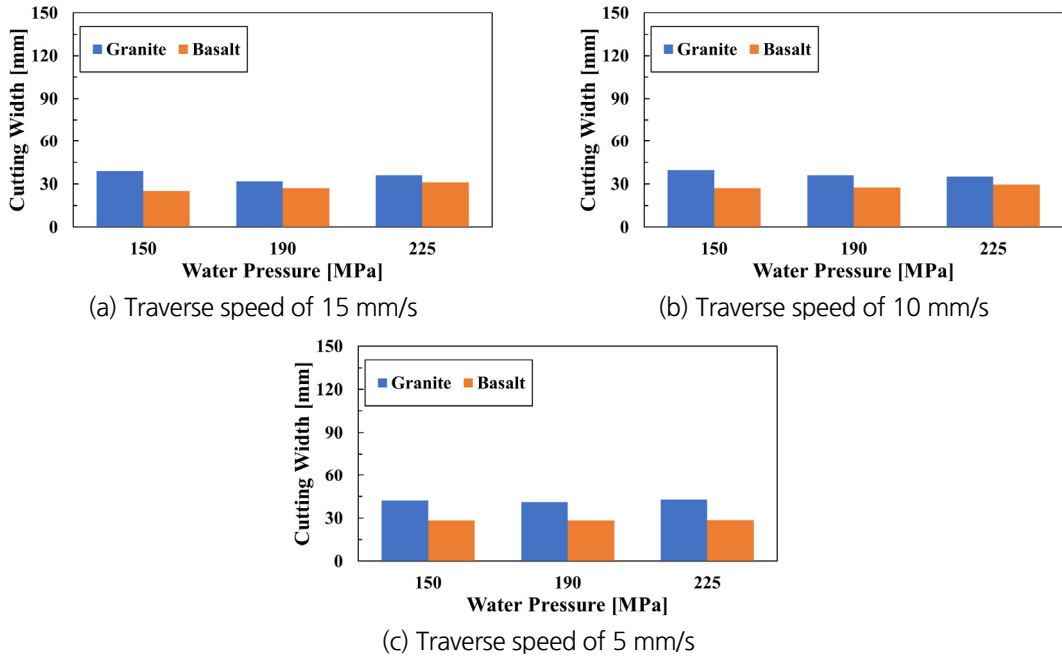 150
120
90
60
30
0
Cutting Width [mm]
Granite Basalt
150 190 225
Water Pressure [MPa]
(a) Traverse speed of 15 mm/s
150
120
90
60
30
0
Cutting Width [mm]
Granite Basalt
150 190 225
Water Pressure [MPa]
(b) Traverse speed of 10 mm/s
150
120
90
60
30
0
Cutting Width [mm]
Granite Basalt
150 190 225
Water Pressure [MPa]
(c) Traverse speed of 5 mm/s